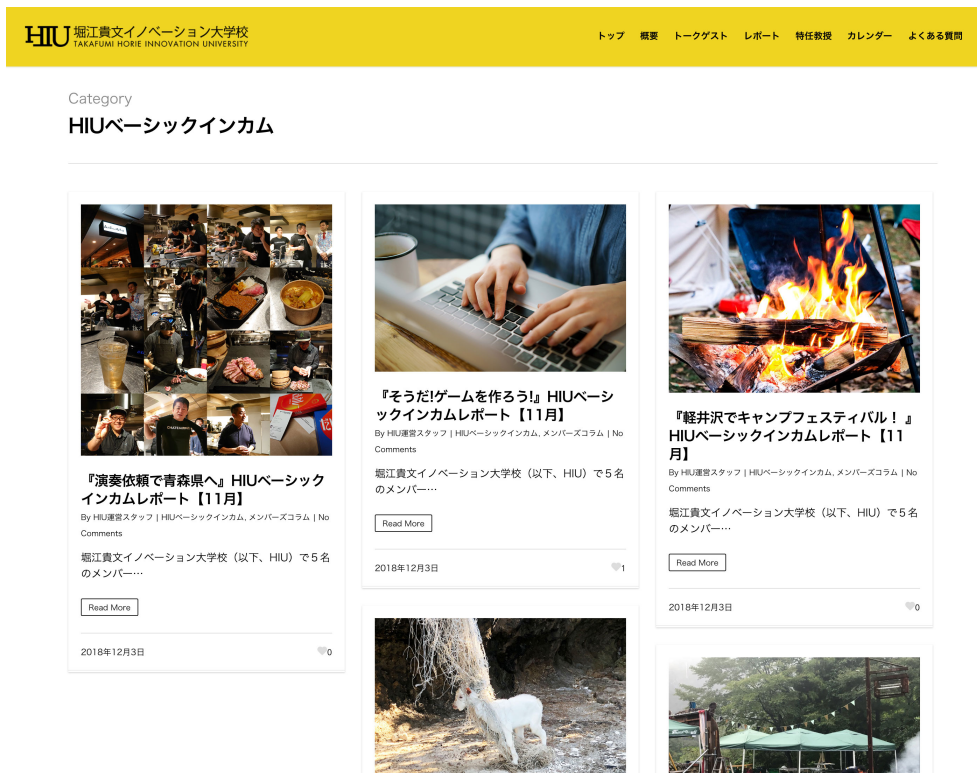 HIU 堀江貴文イノベーション大学校
TAKAFUMI HORIE INNOVATION UNIVERSITY
トップ 概要 トークゲスト レポート 特任教授 カレンダー よくある質問
Category
HIUベーシックインカム
『演奏依頼で青森県へ』HIUベーシック
インカムレポート【11月】
By HIU運営スタッフ | HIUベーシックインカム, メンバーズコラム | No
Comments
堀江貴文イノベーション大学校（以下、HIU）で５名
のメンバー…
Read More
2018年12月3日 0
『そうだ!ゲームを作ろう!』HIUベーシ
ックインカムレポート【11月】
By HIU運営スタッフ | HIUベーシックインカム, メンバーズコラム | No
Comments
堀江貴文イノベーション大学校（以下、HIU）で５名
のメンバー…
Read More
2018年12月3日 1
『軽井沢でキャンプフェスティバル！』
HIUベーシックインカムレポート【11
月】
By HIU運営スタッフ | HIUベーシックインカム, メンバーズコラム | No
Comments
堀江貴文イノベーション大学校（以下、HIU）で５名
のメンバー…
Read More
2018年12月3日 0